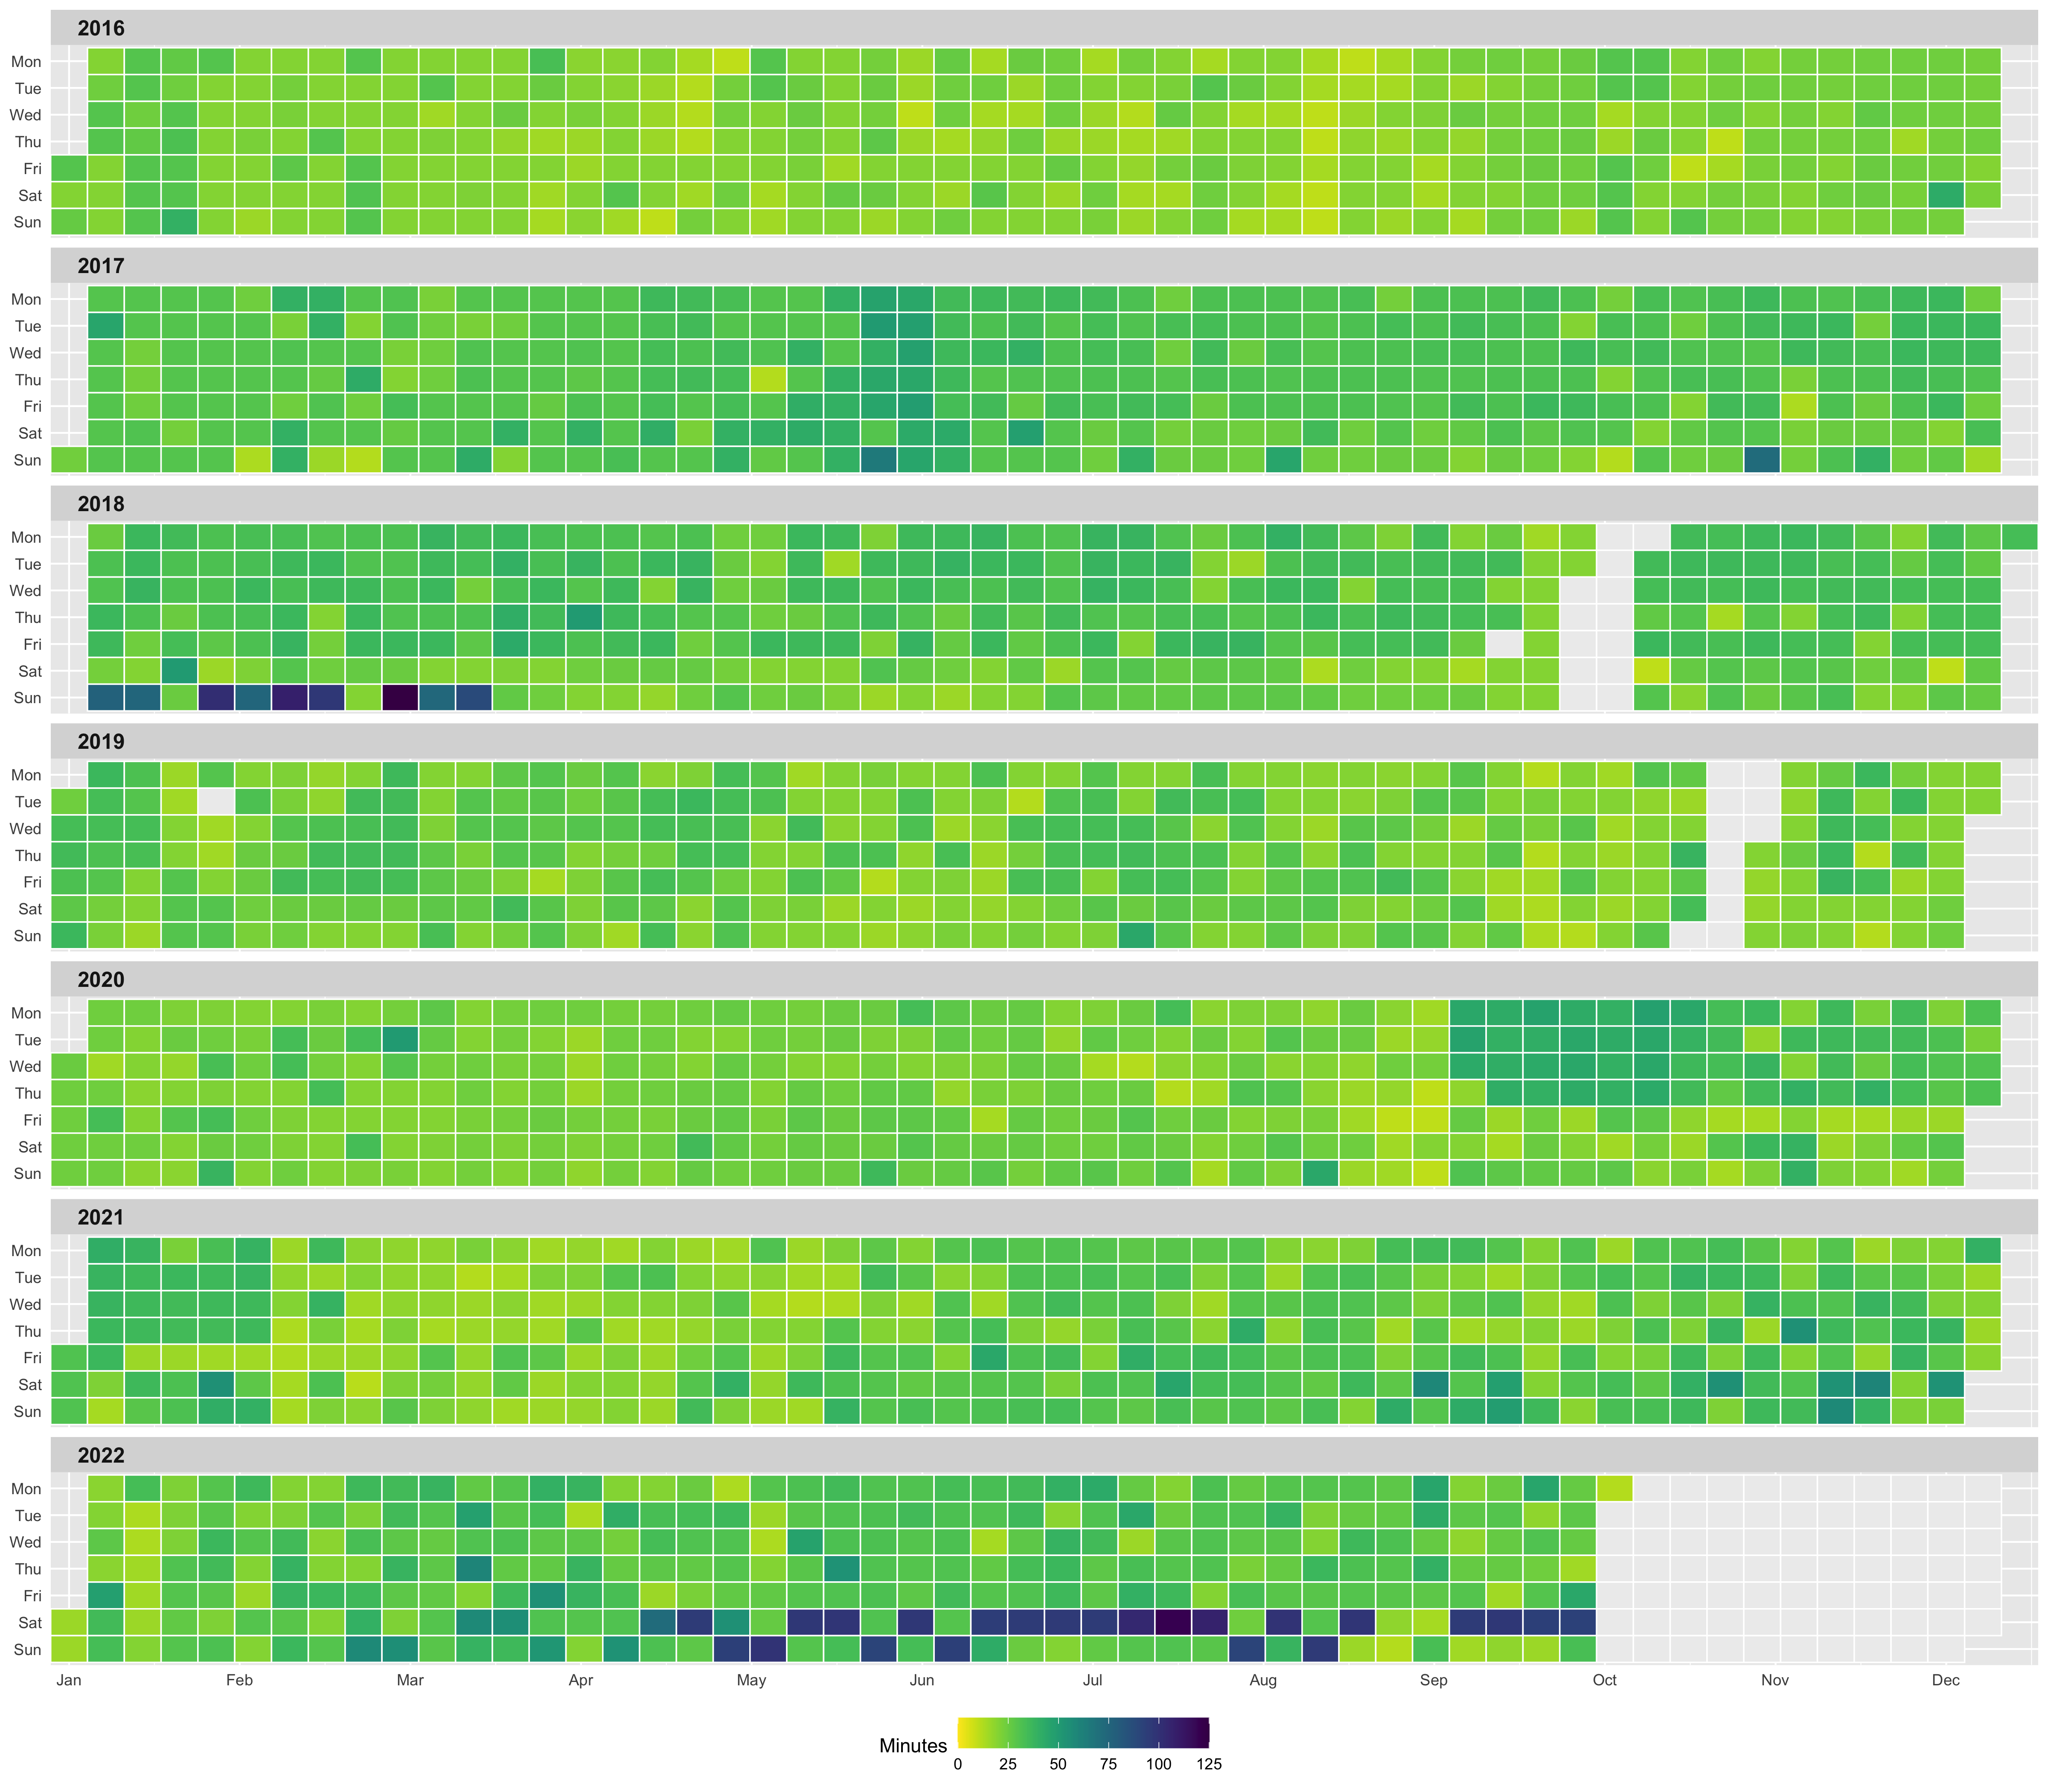 2016
Mon
Tue
Wed
Thu
Fri
Sat
Sun
2017
Mon
Tue
Wed
Thu
Fri
Sat
Sun
2018
Mon
Tue
Wed
Thu
Fri
Sat
Sun
2019
Mon
Tue
Wed
Thu
Fri
Sat
Sun
2020
Mon
Tue
Wed
Thu
Fri
Sat
Sun
2021
Mon
Tue
Wed
Thu
Fri
Sat
Sun
2022
Mon
Tue
Wed
Thu
Fri
Sat
Sun
Jan Feb Mar Apr May Jun Jul Aug Sep Oct Nov Dec
Minutes
0 25 50 75 100 125